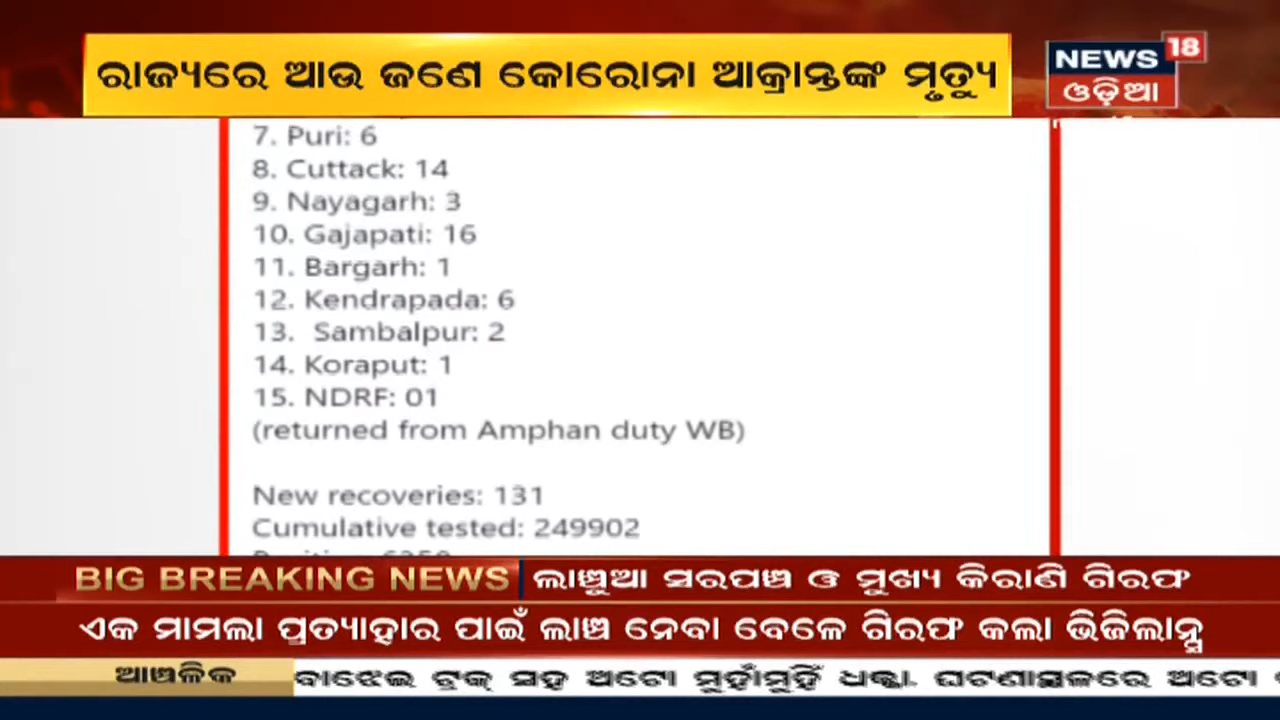 ରାଜ୍ୟରେ ଆଉ ଜଣେ କୋରୋନା ଆକ୍ରାନ୍ତଙ୍କ ମୃତ୍ୟୁ
NEWS 18
ଓଡ଼ିଆ
7. Puri: 6
8. Cuttack: 14
9. Nayagarh: 3
10. Gajapati: 16
11. Bargarh: 1
12. Kendrapada: 6
13. Sambalpur: 2
14. Koraput: 1
15. NDRF: 01
(returned from Amphan duty WB)
New recoveries: 131
Cumulative tested: 249902
BIG BREAKING NEWS ଲାଞ୍ଚୁଆ ସରପଞ୍ଚ ଓ ମୁଖ୍ୟ କିରାଣି ଗିରଫ
ଏକ ମାମଲା ପ୍ରତ୍ୟାହାର ପାଇଁ ଲାଞ୍ଚ ନେବା ବେଳେ ଗିରଫ କଲା ଭିଜିଲାନ୍ସ
ଆଞ୍ଚଳିକ ବାଝେଇ ଟ୍ରକ୍ ସହ ଅଟୋ ମୁହାଁମୁହିଁ ଧକ୍କା. ଘଟଣାସ୍ଥଳରେ ଅଟୋ